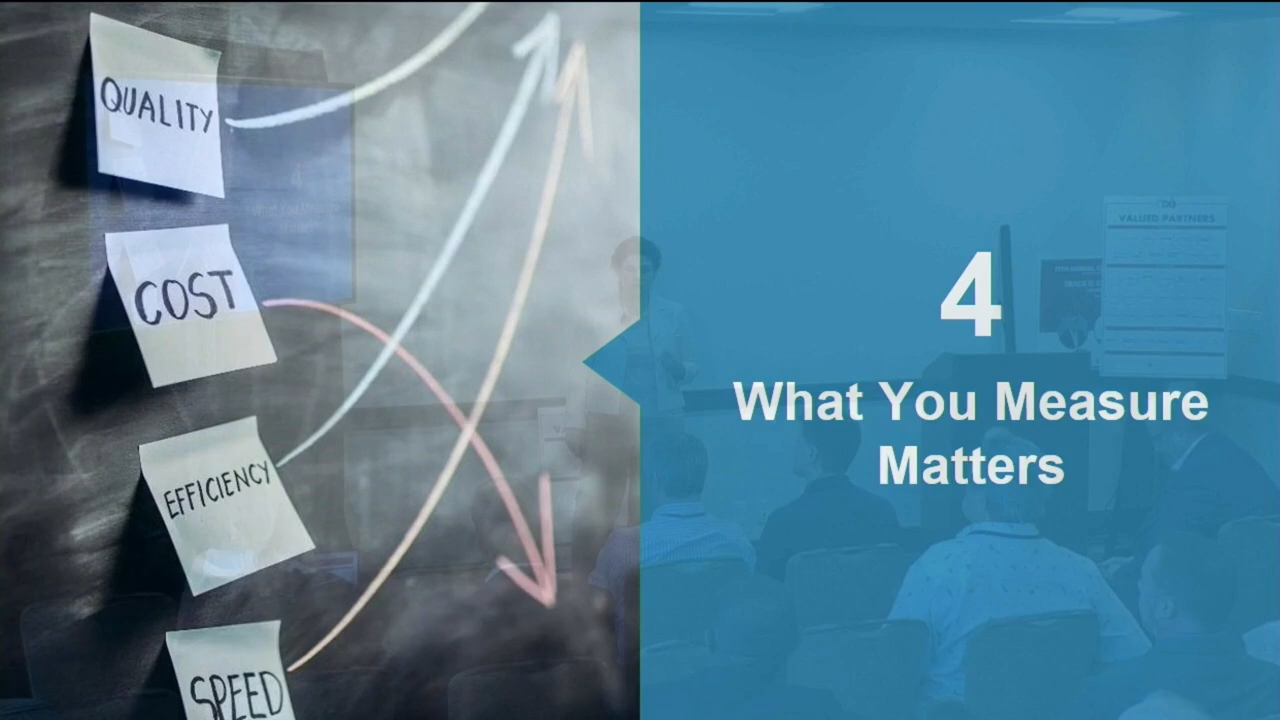 QUALITY
COST
EFFICIENCY
SPEED
4
What You Measure
Matters
VALUED PARTNERS